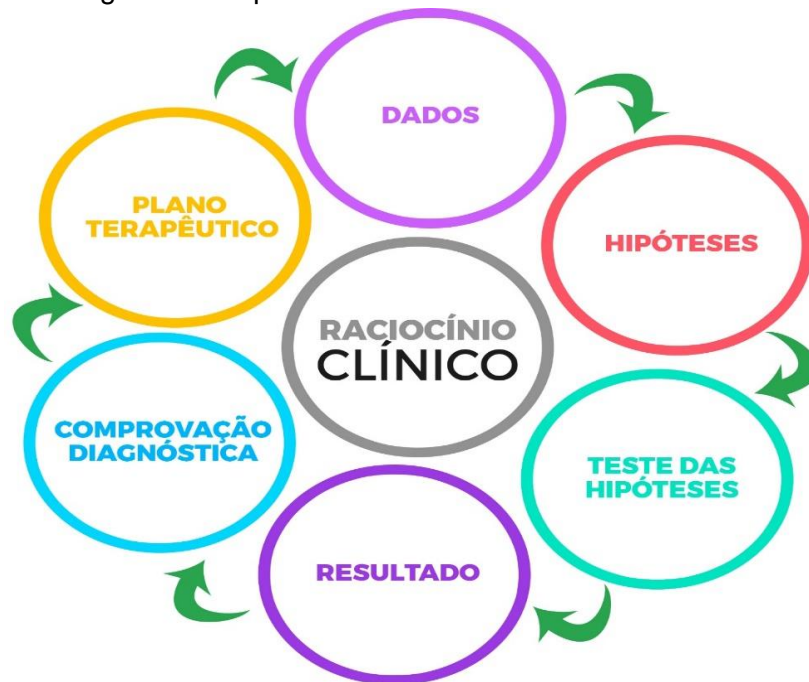 DADOS
HIPÓTESES
TESTE DAS
HIPÓTESES
RESULTADO
COMPROVAÇÃO
DIAGNÓSTICA
PLANO
TERAPÊUTICO
RACIOCÍNIO
CLÍNICO